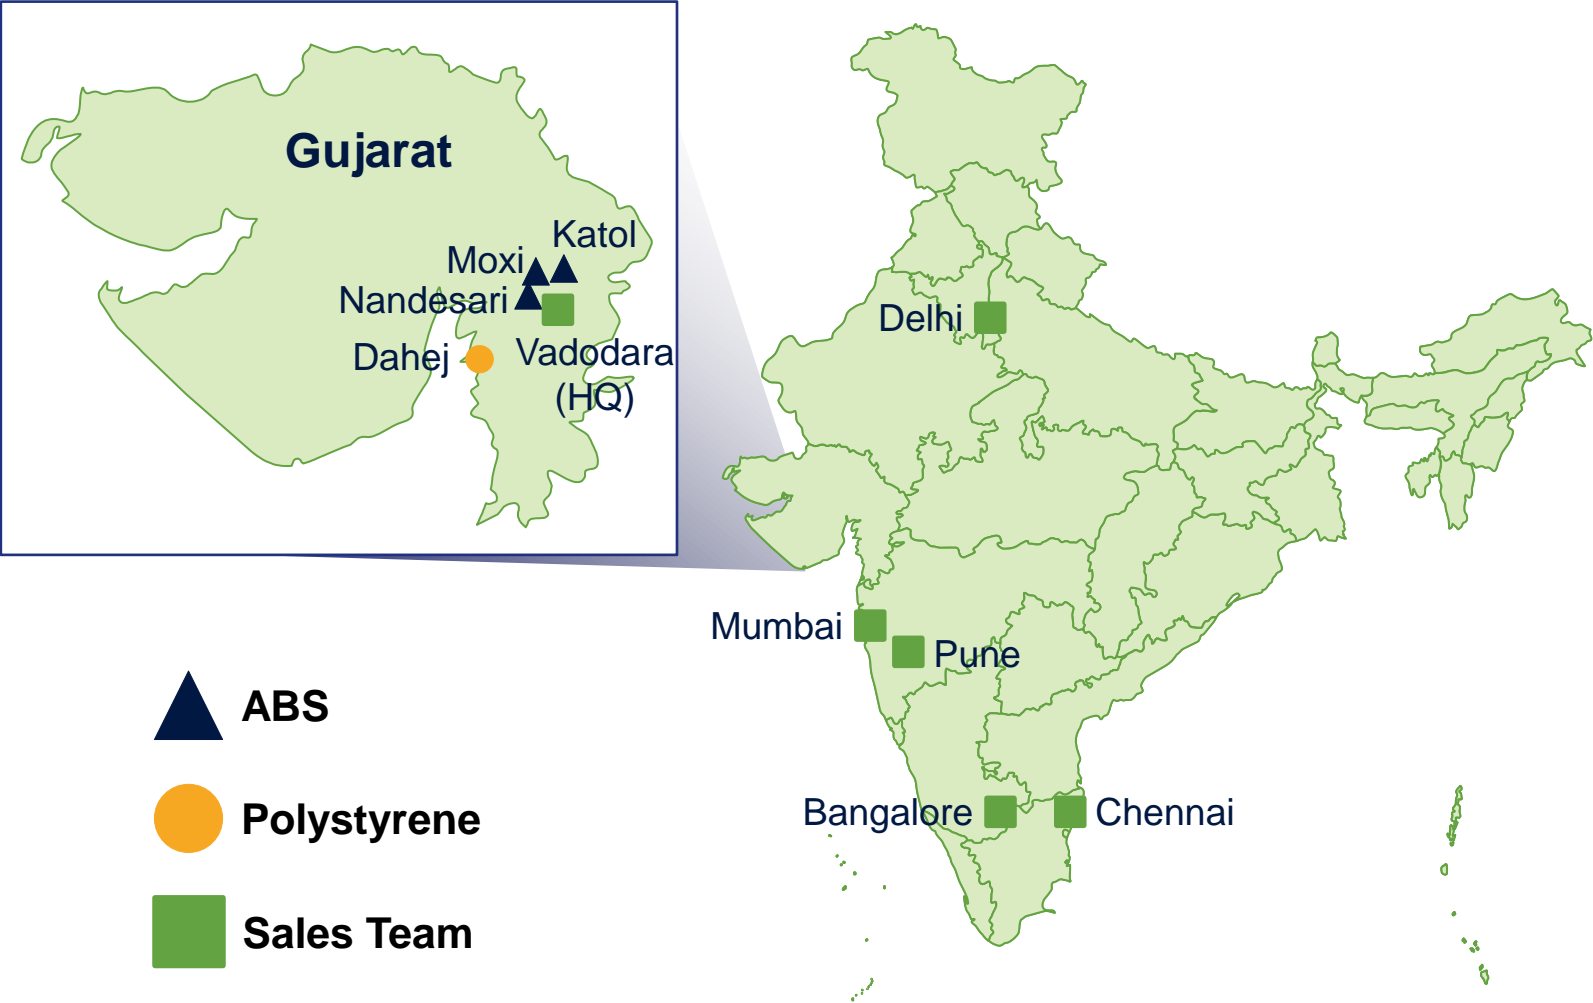 Gujarat
Katol
Moxi
Nandesari
Dahej
Vadodara
(HQ)
Delhi
Mumbai
Pune
Bangalore
Chennai
ABS
Polystyrene
Sales Team